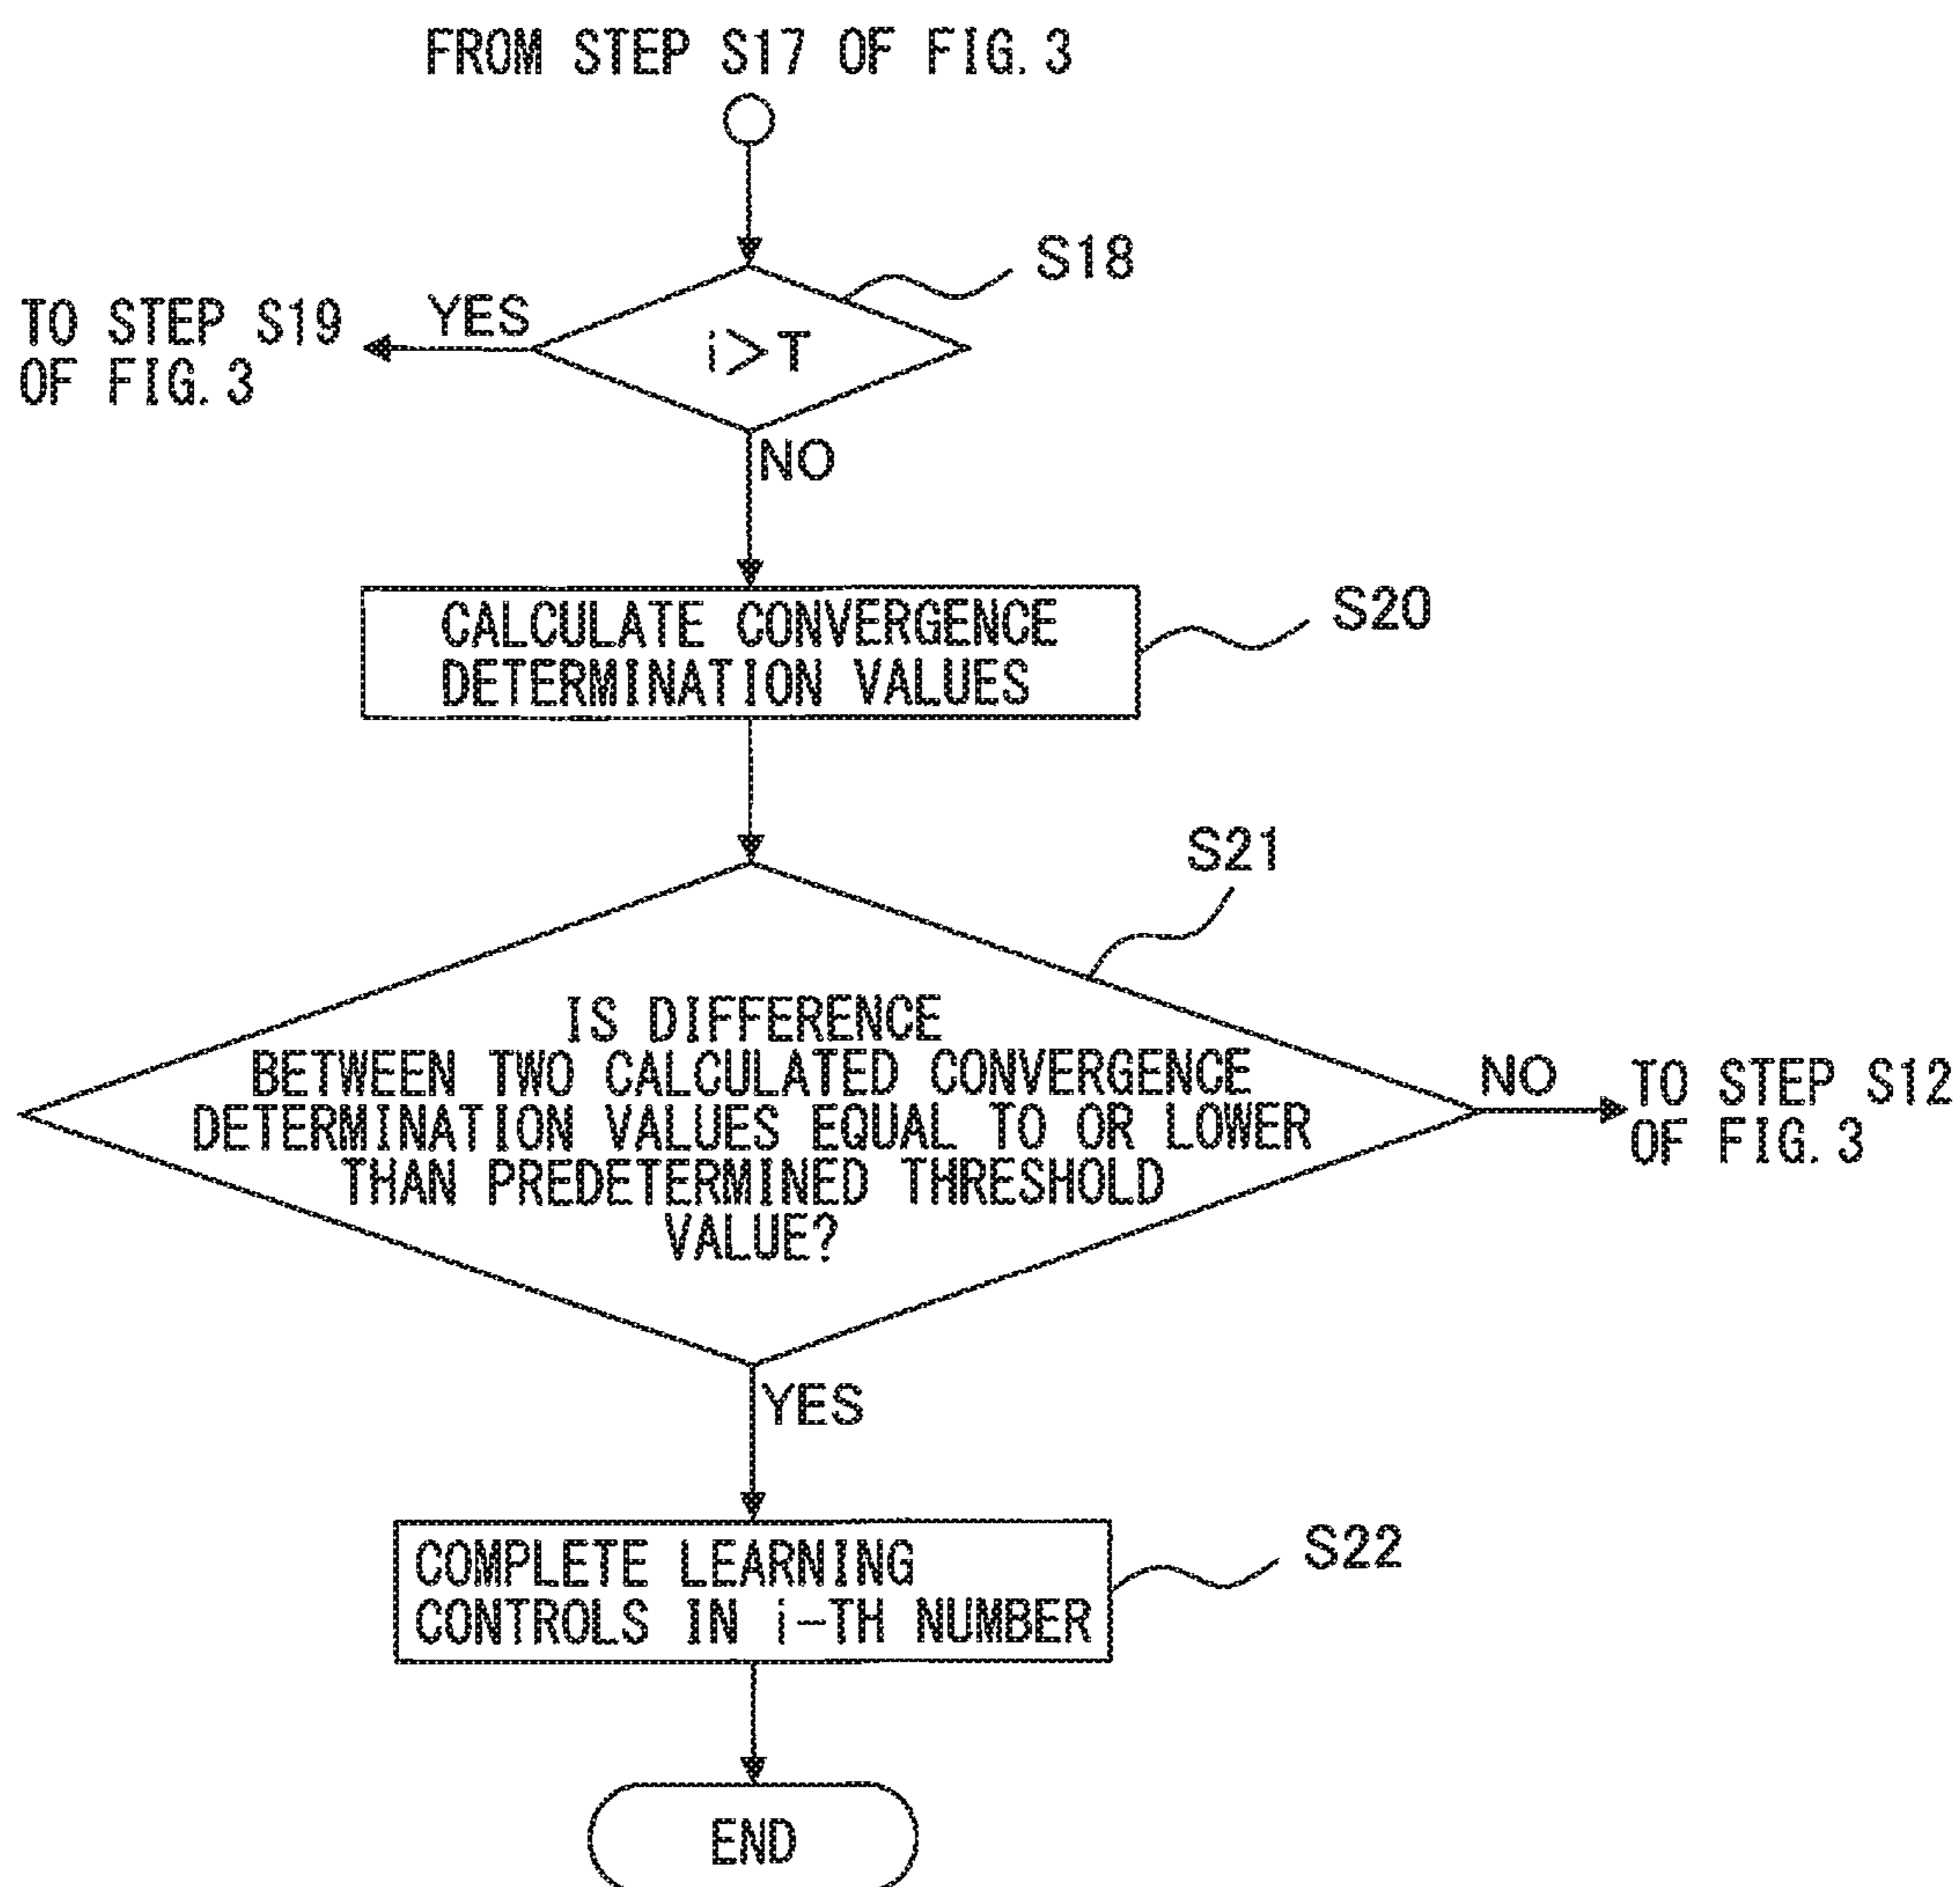 FROM STEP S17 OF FIG. 3
S18
TO STEP S19
OF FIG. 3
YES
i>T
NO
CALCULATE CONVERGENCE
DETERMINATION VALUES
S20
S21
IS DIFFERENCE
BETWEEN TWO CALCULATED CONVERGENCE
DETERMINATION VALUES EQUAL TO OR LOWER
THAN PREDETERMINED THRESHOLD
VALUE?
NO
TO STEP S12
OF FIG. 3
YES
COMPLETE LEARNING
CONTROLS IN i-TH NUMBER
S22
END